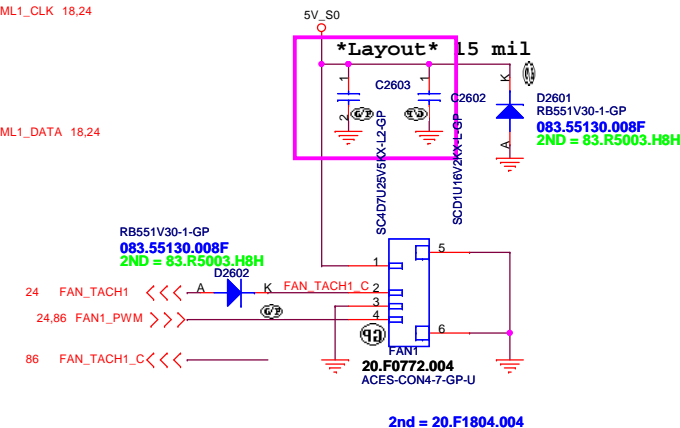 ML1_CLK 18,24
5V_S0
*Layout* 15 mil
1
1
C2603
C2602
K
D2601
RB551V30-1-GP
083.55130.008F
2ND = 83.R5003.H8H
2
2
A
ML1_DATA 18,24
SC4D7U25V5KX-L2-GP
SCD1U16V2KX-L-GP
RB551V30-1-GP
083.55130.008F
2ND = 83.R5003.H8H
D2602
5
1
24 FAN_TACH1 A K FAN_TACH1_C 2
3
24,86 FAN1_PWM 4
6
GP
FAN1
86 FAN_TACH1_C
20.F0772.004
ACES-CON4-7-GP-U
2nd = 20.F1804.004